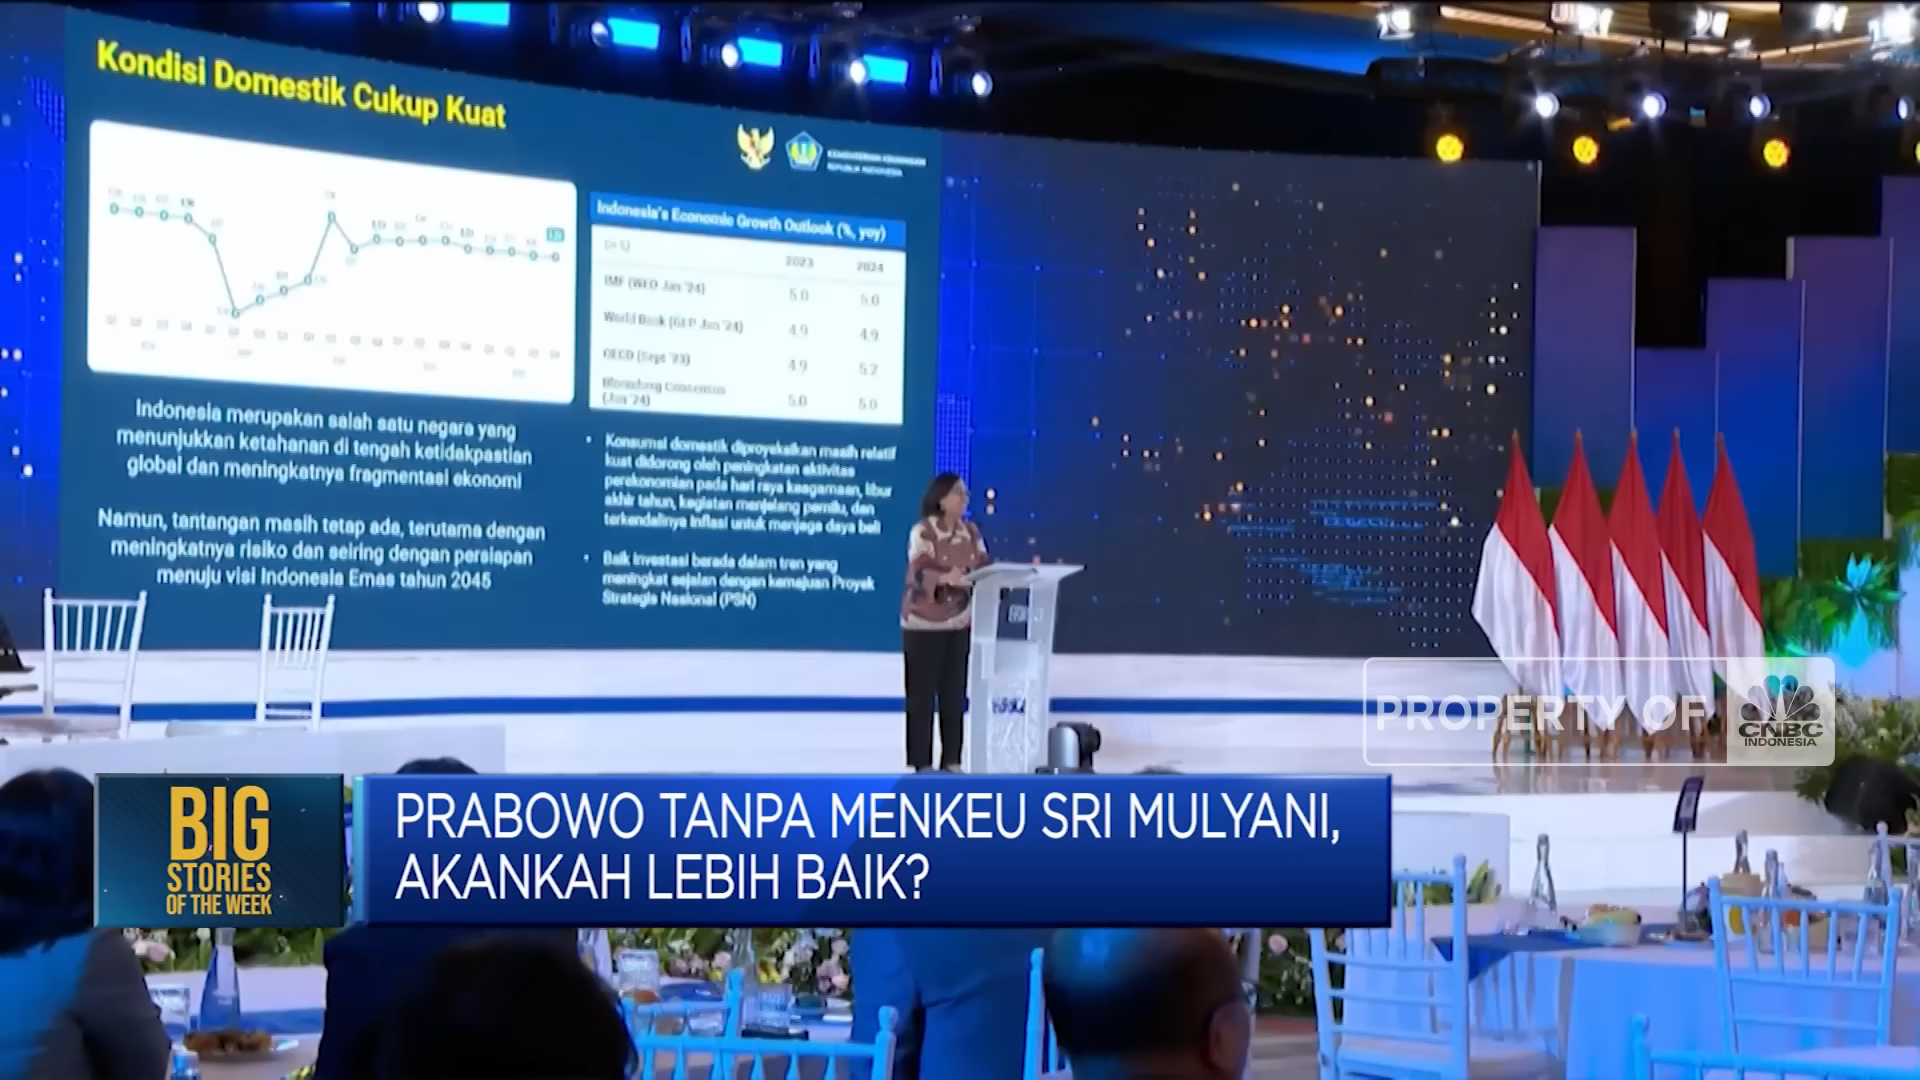 Kondisi Domestik Cukup Kuat
KEMENTERIAN KEUANGAN
REPUBLIK INDONESIA
Indonesia's Economic Growth Outlook (%, yoy)
2023 2024
IMF (WEO Jan '24) 5.0 5.0
World Bank (GEP Jan '24) 4.9 4.9
OECD (Sept '23) 4.9 5.2
Bloomberg Consensus
(Jan '24) 5.0 5.0
Indonesia merupakan salah satu negara yang
menunjukkan ketahanan di tengah ketidakpastian
global dan meningkatnya fragmentasi ekonomi
Namun, tantangan masih tetap ada, terutama dengan
meningkatnya risiko dan seiring dengan persiapan
menuju visi Indonesia Emas tahun 2045
• Konsumsi domestik diproyeksikan masih relatif
kuat didorong oleh peningkatan aktivitas
perekonomian pada hari raya keagamaan, libur
akhir tahun, kegiatan menjelang pemilu, dan
terkendalinya inflasi untuk menjaga daya beli
• Baik investasi berada dalam tren yang
meningkat sejalan dengan kemajuan Proyek
Strategis Nasional (PSN)
PROPERTY OF
CNBC
INDONESIA
BIG
STORIES
OF THE WEEK
PRABOWO TANPA MENKEU SRI MULYANI,
AKANKAH LEBIH BAIK?